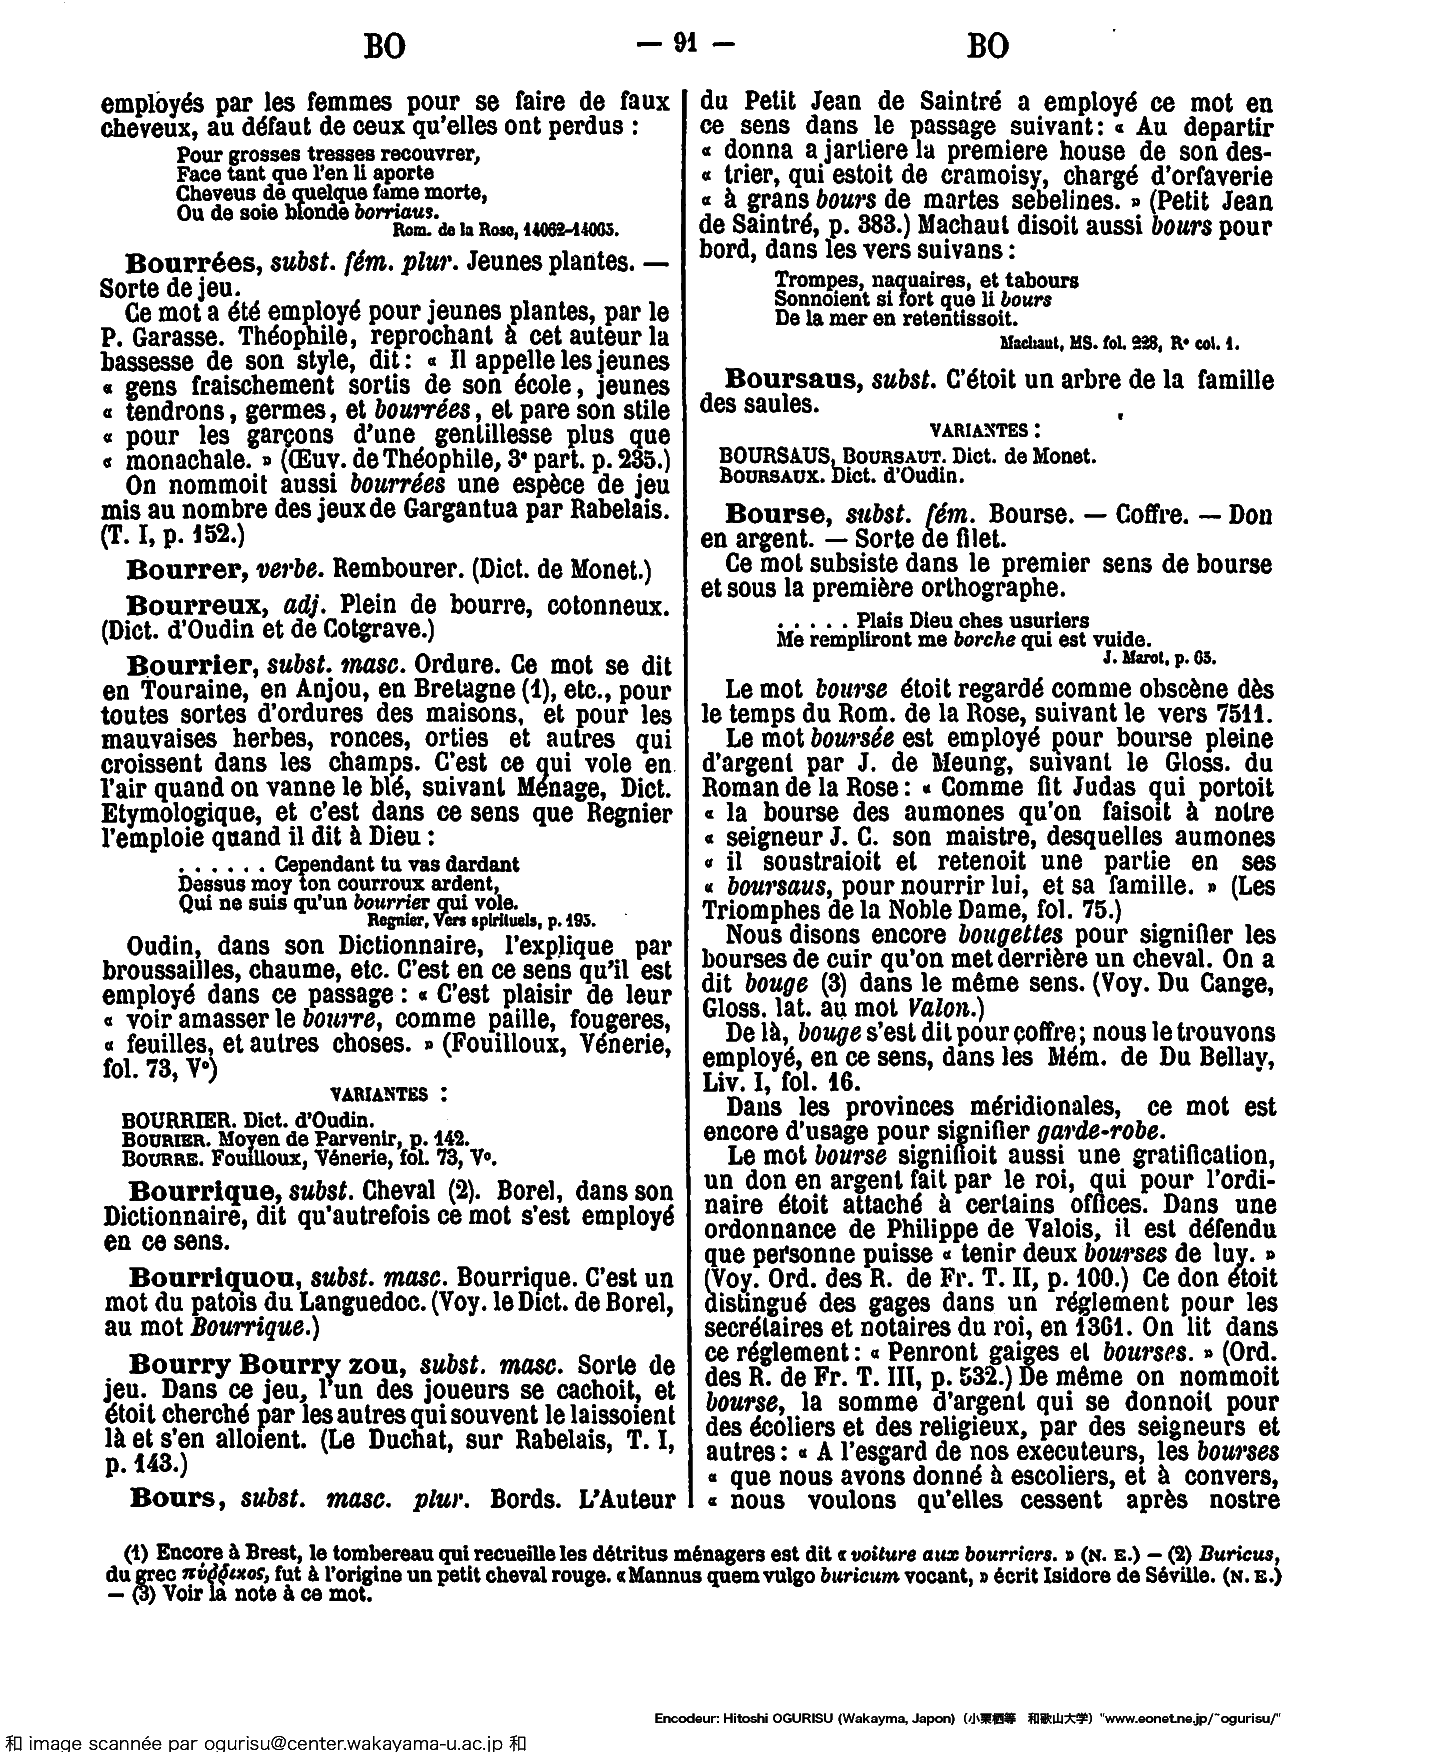 BO — 91 — BO
employés par les femmes pour se faire de faux
cheveux, au défaut de ceux qu'elles ont perdus :
Pour grosses tresses recouvrer,
Face tant que l'en li aporte
Cheveus de quelque fame morte,
Ou de soie blonde borriaus.
Rom. de la Rose, 14062-14065.
Bourrées, subst. fém. plur. Jeunes plantes. —
Sorte de jeu.
Ce mot a été employé pour jeunes plantes, par le
P. Garasse. Théophile, reprochant à cet auteur la
bassesse de son style, dit : « Il appelle les jeunes
« gens fraischement sortis de son école, jeunes
« tendrons, germes, et bourrées, et pare son stile
« pour les garçons d'une gentillesse plus que
« monachale. » (Œuv. de Théophile, 3e part. p. 235.)
On nommoit aussi bourrées une espèce de jeu
mis au nombre des jeux de Gargantua par Rabelais.
(T. I, p. 152.)
Bourrer, verbe. Rembourer. (Dict. de Monet.)
Bourreux, adj. Plein de bourre, cotonneux.
(Dict. d'Oudin et de Cotgrave.)
Bourrier, subst. masc. Ordure. Ce mot se dit
en Touraine, en Anjou, en Bretagne (1), etc., pour
toutes sortes d'ordures des maisons, et pour les
mauvaises herbes, ronces, orties et autres qui
croissent dans les champs. C'est ce qui vole en
l'air quand on vanne le blé, suivant Ménage, Dict.
Etymologique, et c'est dans ce sens que Regnier
l'emploie quand il dit à Dieu :
. . . . . . Cependant tu vas dardant
Dessus moy ton courroux ardent,
Qui ne suis qu'un bourrier qui vole.
Regnier, Vers spirituels, p. 195.
Oudin, dans son Dictionnaire, l'explique par
broussailles, chaume, etc. C'est en ce sens qu'il est
employé dans ce passage : « C'est plaisir de leur
« voir amasser le bourre, comme paille, fougeres,
« feuilles, et autres choses. » (Fouilloux, Vénerie,
fol. 73, Vo)
VARIANTES :
BOURRIER. Dict. d'Oudin.
BOURIER. Moyen de Parvenir, p. 142.
BOURRE. Fouilloux, Vénerie, fol. 73, Vo.
Bourrique, subst. Cheval (2). Borel, dans son
Dictionnaire, dit qu'autrefois ce mot s'est employé
en ce sens.
Bourriquou, subst. masc. Bourrique. C'est un
mot du patois du Languedoc. (Voy. le Dict. de Borel,
au mot Bourrique.)
Bourry Bourry zou, subst. masc. Sorte de
jeu. Dans ce jeu, l'un des joueurs se cachoit, et
étoit cherché par les autres qui souvent le laissoient
là et s'en alloient. (Le Duchat, sur Rabelais, T. I,
p. 143.)
Bours, subst. masc. plur. Bords. L'Auteur
du Petit Jean de Saintré a employé ce mot en
ce sens dans le passage suivant : « Au departir
« donna a jartiere la premiere house de son des-
« trier, qui estoit de cramoisy, chargé d'orfaverie
« à grans bours de martes sebelines. » (Petit Jean
de Saintré, p. 383.) Machaut disoit aussi bours pour
bord, dans les vers suivans :
Trompes, naquaires, et tabours
Sonnoient si fort que li bours
De la mer en retentissoit.
Machaut, MS. fol. 228, Ro col. 1.
Boursaus, subst. C'étoit un arbre de la famille
des saules.
VARIANTES :
BOURSAUS, BOURSAUT. Dict. de Monet.
BOURSAUX. Dict. d'Oudin.
Bourse, subst. fém. Bourse. — Coffre. — Don
en argent. — Sorte de filet.
Ce mot subsiste dans le premier sens de bourse
et sous la première orthographe.
. . . . . Plais Dieu ches usuriers
Me rempliront me borche qui est vuide.
J. Marot, p. 65.
Le mot bourse étoit regardé comme obscène dès
le temps du Rom. de la Rose, suivant le vers 7511.
Le mot boursée est employé pour bourse pleine
d'argent par J. de Meung, suivant le Gloss. du
Roman de la Rose : « Comme fit Judas qui portoit
« la bourse des aumones qu'on faisoit à notre
« seigneur J. C. son maistre, desquelles aumones
« il soustraioit et retenoit une partie en ses
« boursaus, pour nourrir lui, et sa famille. » (Les
Triomphes de la Noble Dame, fol. 75.)
Nous disons encore bougettes pour signifier les
bourses de cuir qu'on met derrière un cheval. On a
dit bouge (3) dans le même sens. (Voy. Du Cange,
Gloss. lat. au mot Valon.)
De là, bouge s'est dit pour coffre ; nous le trouvons
employé, en ce sens, dans les Mém. de Du Bellay,
Liv. I, fol. 16.
Dans les provinces méridionales, ce mot est
encore d'usage pour signifier garde-robe.
Le mot bourse signifioit aussi une gratification,
un don en argent fait par le roi, qui pour l'ordi-
naire étoit attaché à certains offices. Dans une
ordonnance de Philippe de Valois, il est défendu
que personne puisse « tenir deux bourses de luy. »
(Voy. Ord. des R. de Fr. T. II, p. 100.) Ce don étoit
distingué des gages dans un réglement pour les
secrétaires et notaires du roi, en 1361. On lit dans
ce réglement : « Penront gaiges et bourses. » (Ord.
des R. de Fr. T. III, p. 532.) De même on nommoit
bourse, la somme d'argent qui se donnoit pour
des écoliers et des religieux, par des seigneurs et
autres : « A l'esgard de nos executeurs, les bourses
« que nous avons donné à escoliers, et à convers,
« nous voulons qu'elles cessent après nostre
(1) Encore à Brest, le tombereau qui recueille les détritus ménagers est dit « voiture aux bourriers. » (N. E.) — (2) Buricus,
du grec πύῤῥιχος, fut à l'origine un petit cheval rouge. « Mannus quem vulgo buricum vocant, » écrit Isidore de Séville. (N. E.)
— (3) Voir la note à ce mot.
Encodeur: Hitoshi OGURISU (Wakayma, Japon) (小栗栖等 和歌山大学) "www.eonet.ne.jp/~ogurisu/"
和 image scannée par ogurisu@center.wakayama-u.ac.jp 和